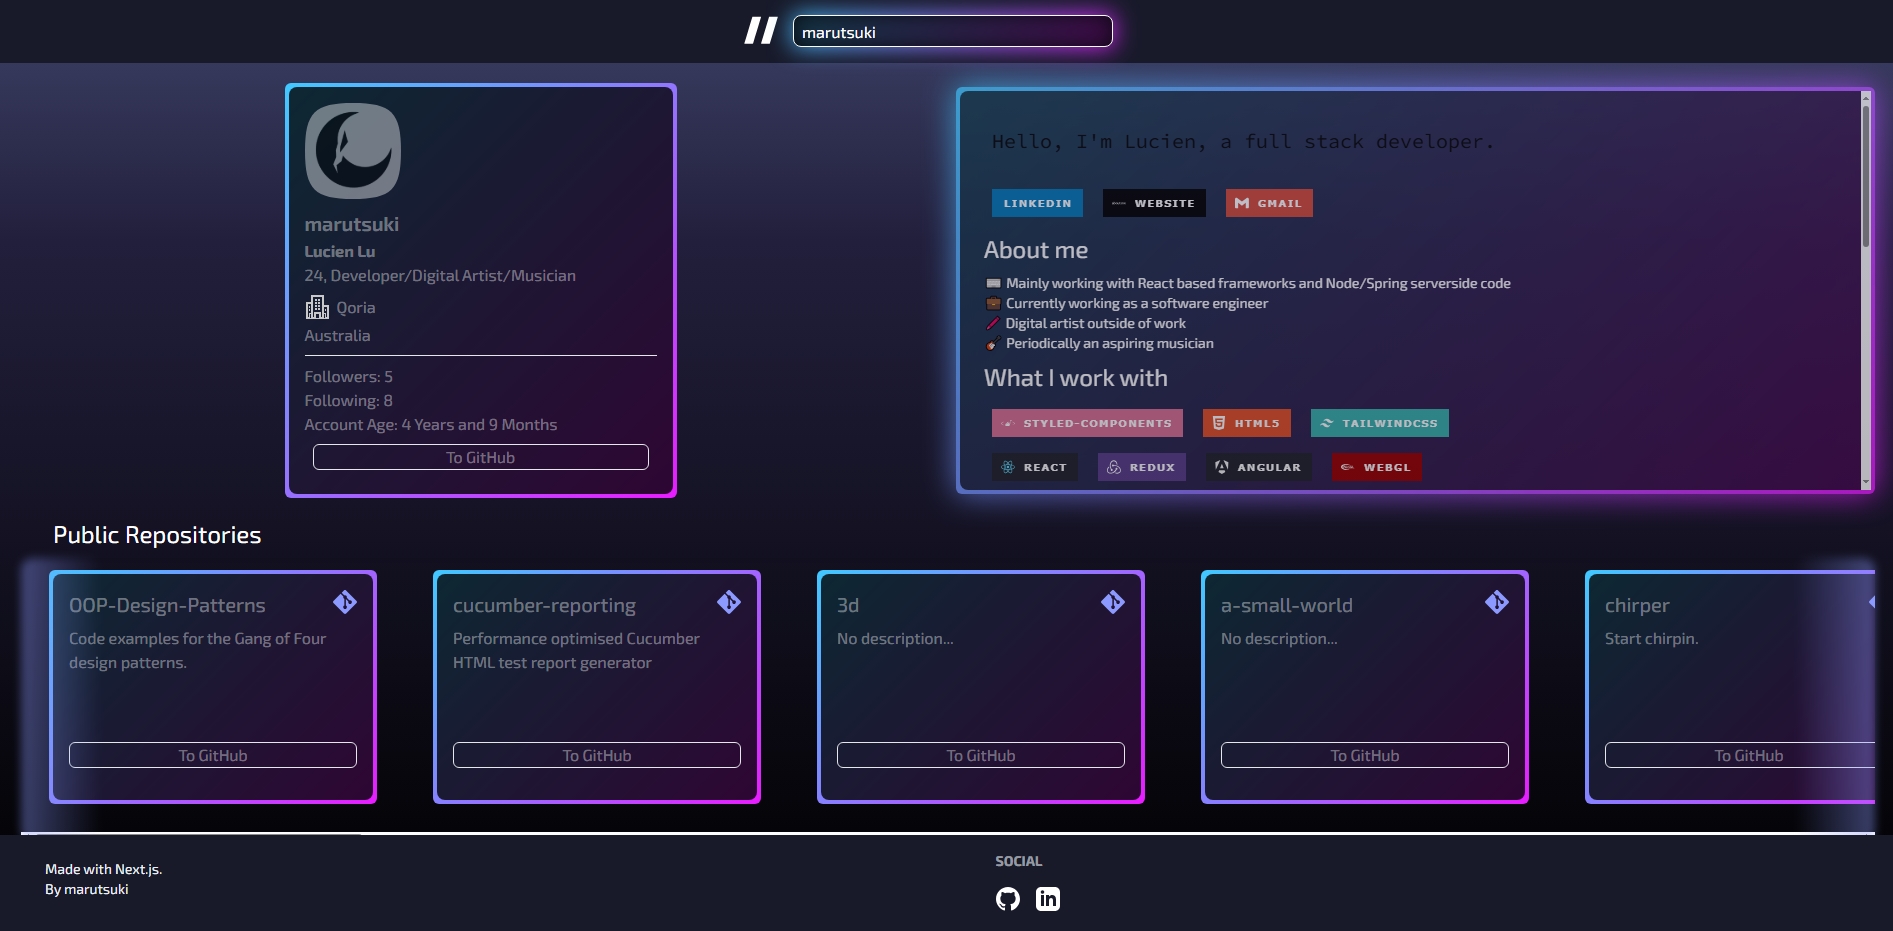 marutsuki
marutsuki
Lucien Lu
24, Developer/Digital Artist/Musician
Qoria
Australia
Followers: 5
Following: 8
Account Age: 4 Years and 9 Months
To GitHub
Hello, I'm Lucien, a full stack developer.
LINKEDIN WEBSITE GMAIL
About me
Mainly working with React based frameworks and Node/Spring serverside code
Currently working as a software engineer
Digital artist outside of work
Periodically an aspiring musician
What I work with
STYLED-COMPONENTS HTML5 TAILWINDCSS
REACT REDUX ANGULAR WEBGL
Public Repositories
OOP-Design-Patterns
Code examples for the Gang of Four
design patterns.
To GitHub
cucumber-reporting
Performance optimised Cucumber
HTML test report generator
To GitHub
3d
No description...
To GitHub
a-small-world
No description...
To GitHub
chirper
Start chirpin.
To GitHub
Made with Next.js.
By marutsuki
SOCIAL